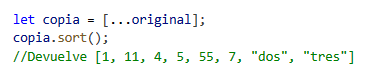 let copia = [...original];
copia.sort();
//Devuelve [1, 11, 4, 5, 55, 7, "dos", "tres"]